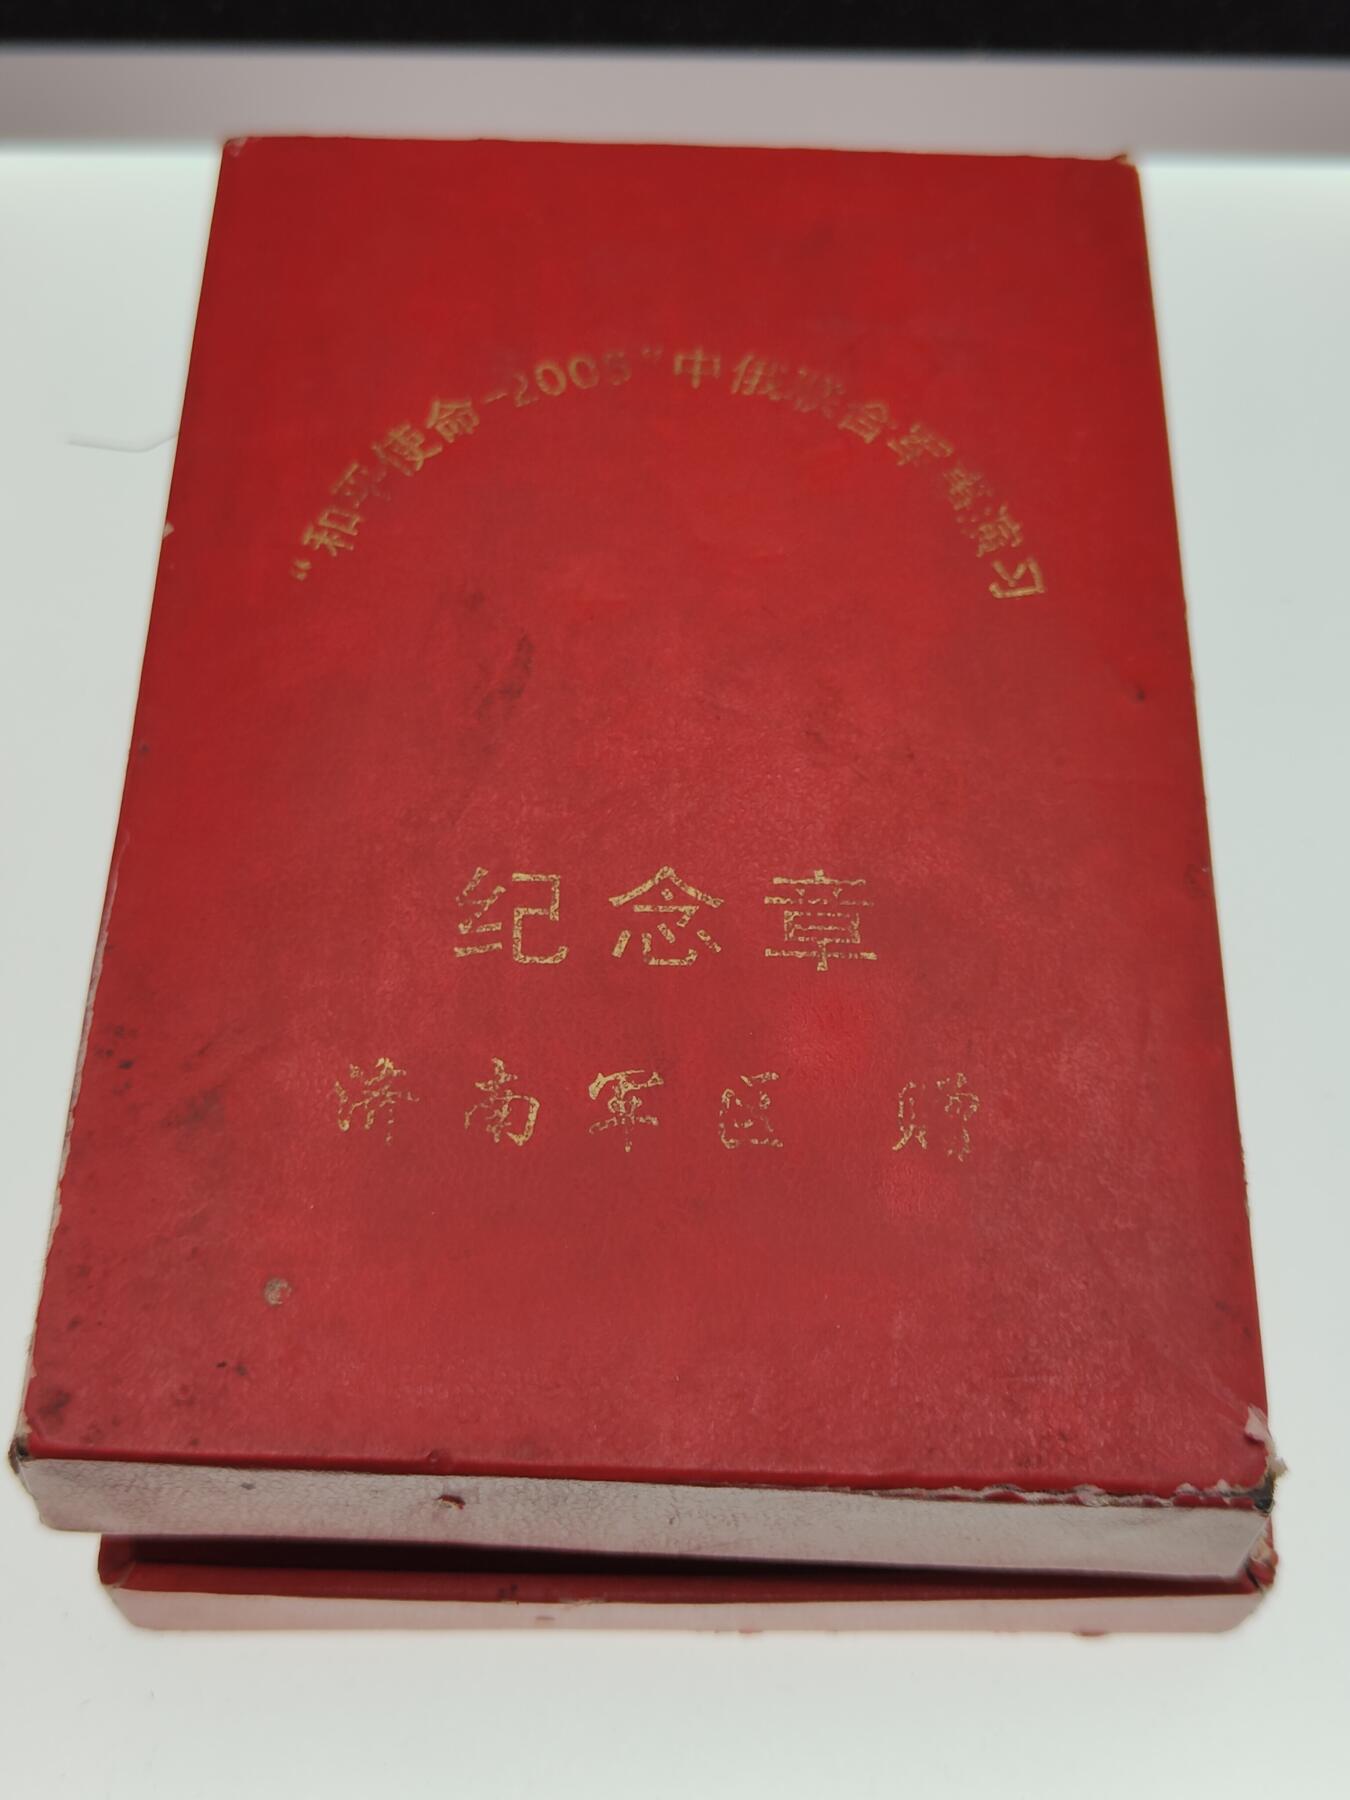 “和平使命-2005”中俄联合军事演习
纪念章
濟南軍区 贈